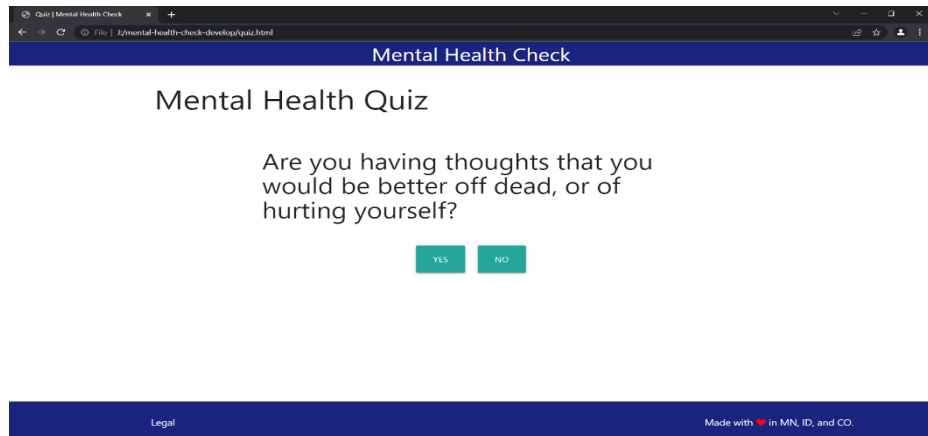 Quiz | Mental Health Check
File | J:/mental-health-check-develop/quiz.html
Mental Health Check
Mental Health Quiz
Are you having thoughts that you
would be better off dead, or of
hurting yourself?
YES NO
Legal Made with ❤ in MN, ID, and CO.